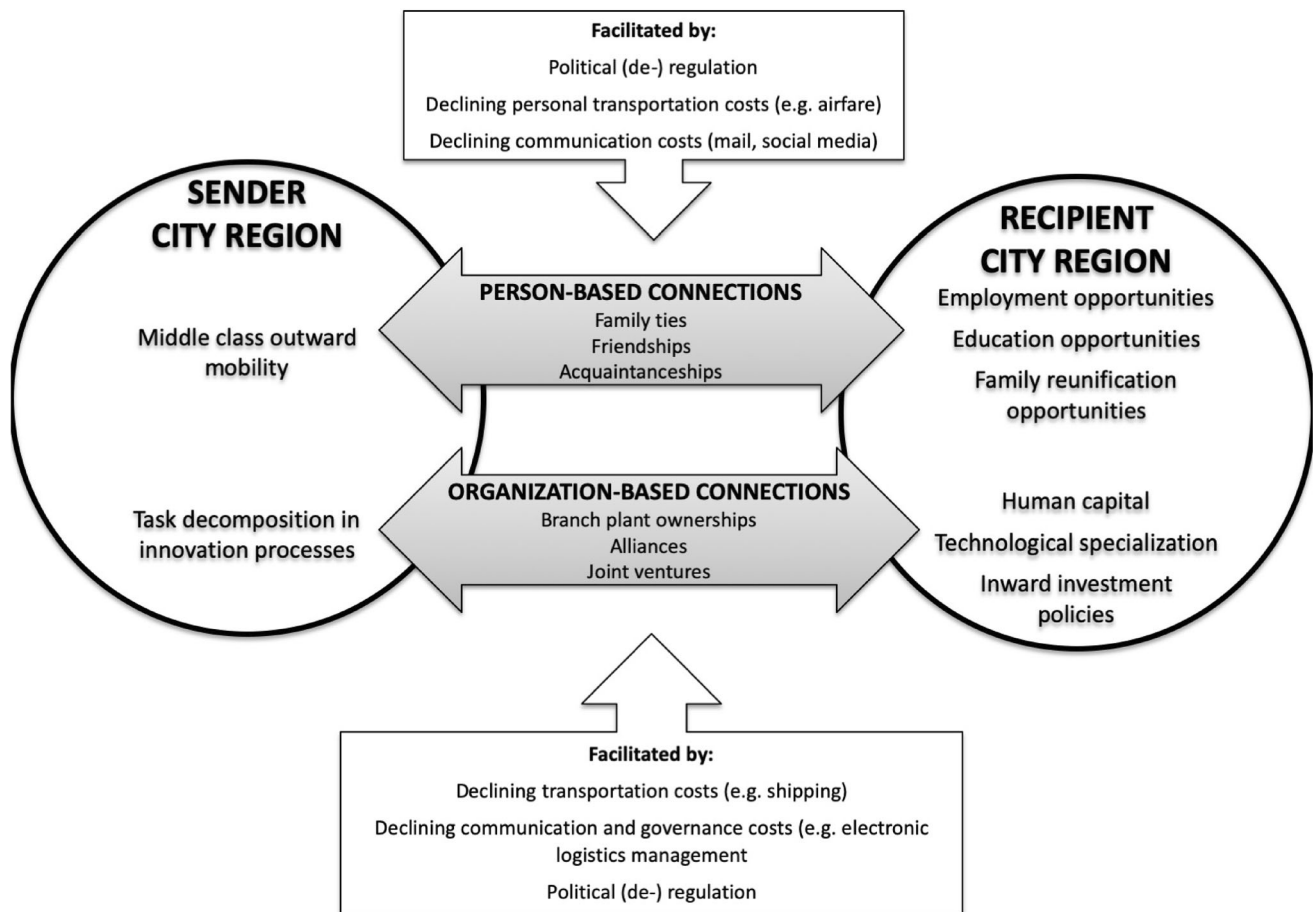 Facilitated by:
Political (de-) regulation
Declining personal transportation costs (e.g. airfare)
Declining communication costs (mail, social media)
SENDER
CITY REGION
Middle class outward
mobility
Task decomposition in
innovation processes
PERSON-BASED CONNECTIONS
Family ties
Friendships
Acquaintanceships
ORGANIZATION-BASED CONNECTIONS
Branch plant ownerships
Alliances
Joint ventures
RECIPIENT
CITY REGION
Employment opportunities
Education opportunities
Family reunification
opportunities
Human capital
Technological specialization
Inward investment
policies
Facilitated by:
Declining transportation costs (e.g. shipping)
Declining communication and governance costs (e.g. electronic
logistics management
Political (de-) regulation